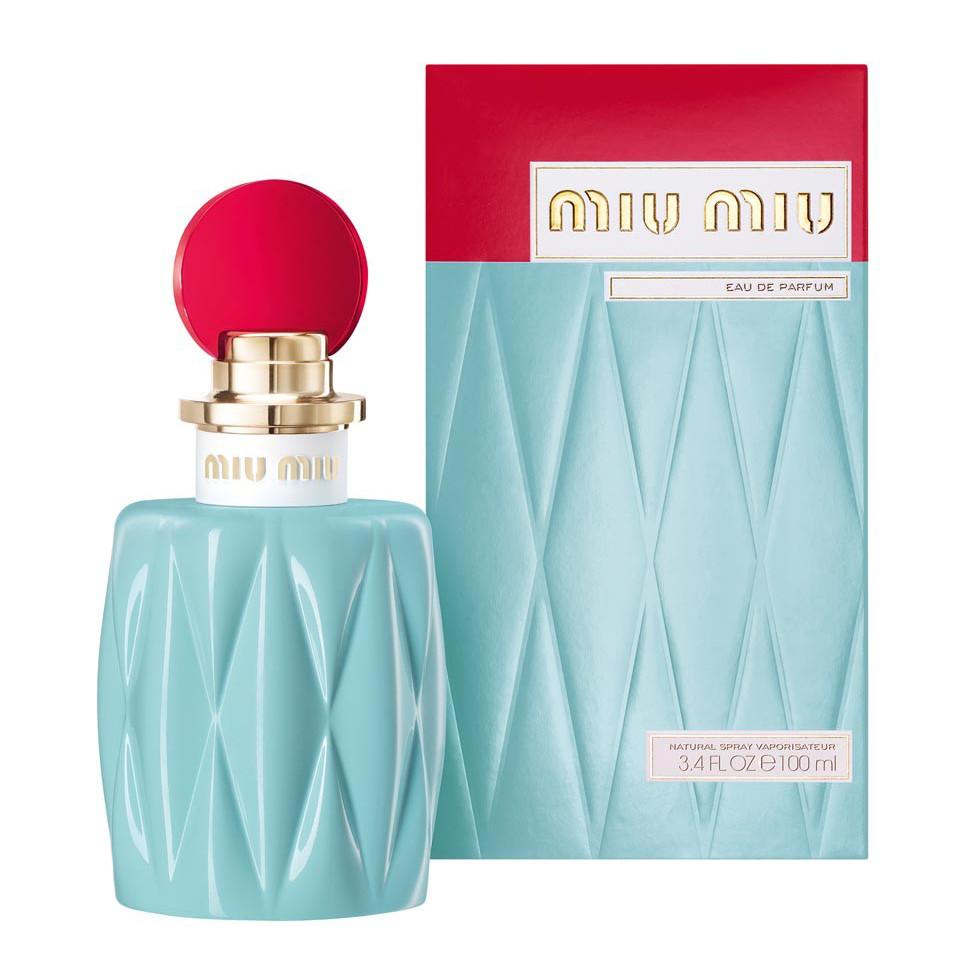 miu miu
miu miu
EAU DE PARFUM
NATURAL SPRAY VAPORISATEUR
3.4 FL OZ ℮ 100 ml